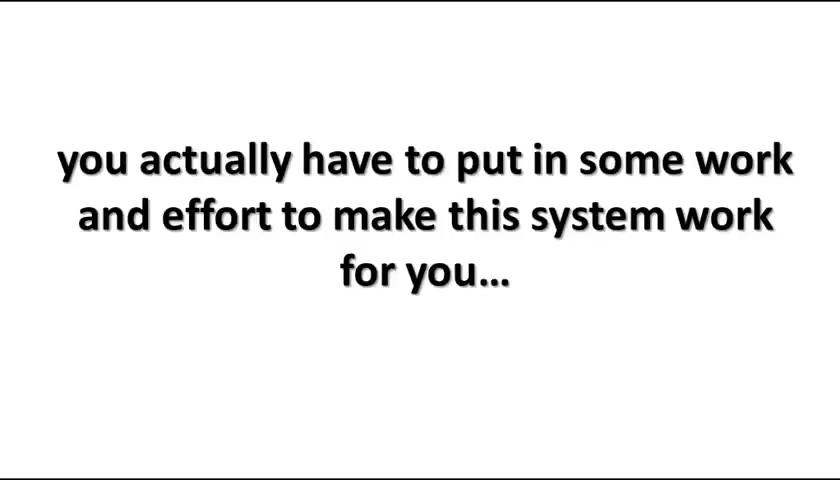 you actually have to put in some work
and effort to make this system work
for you...